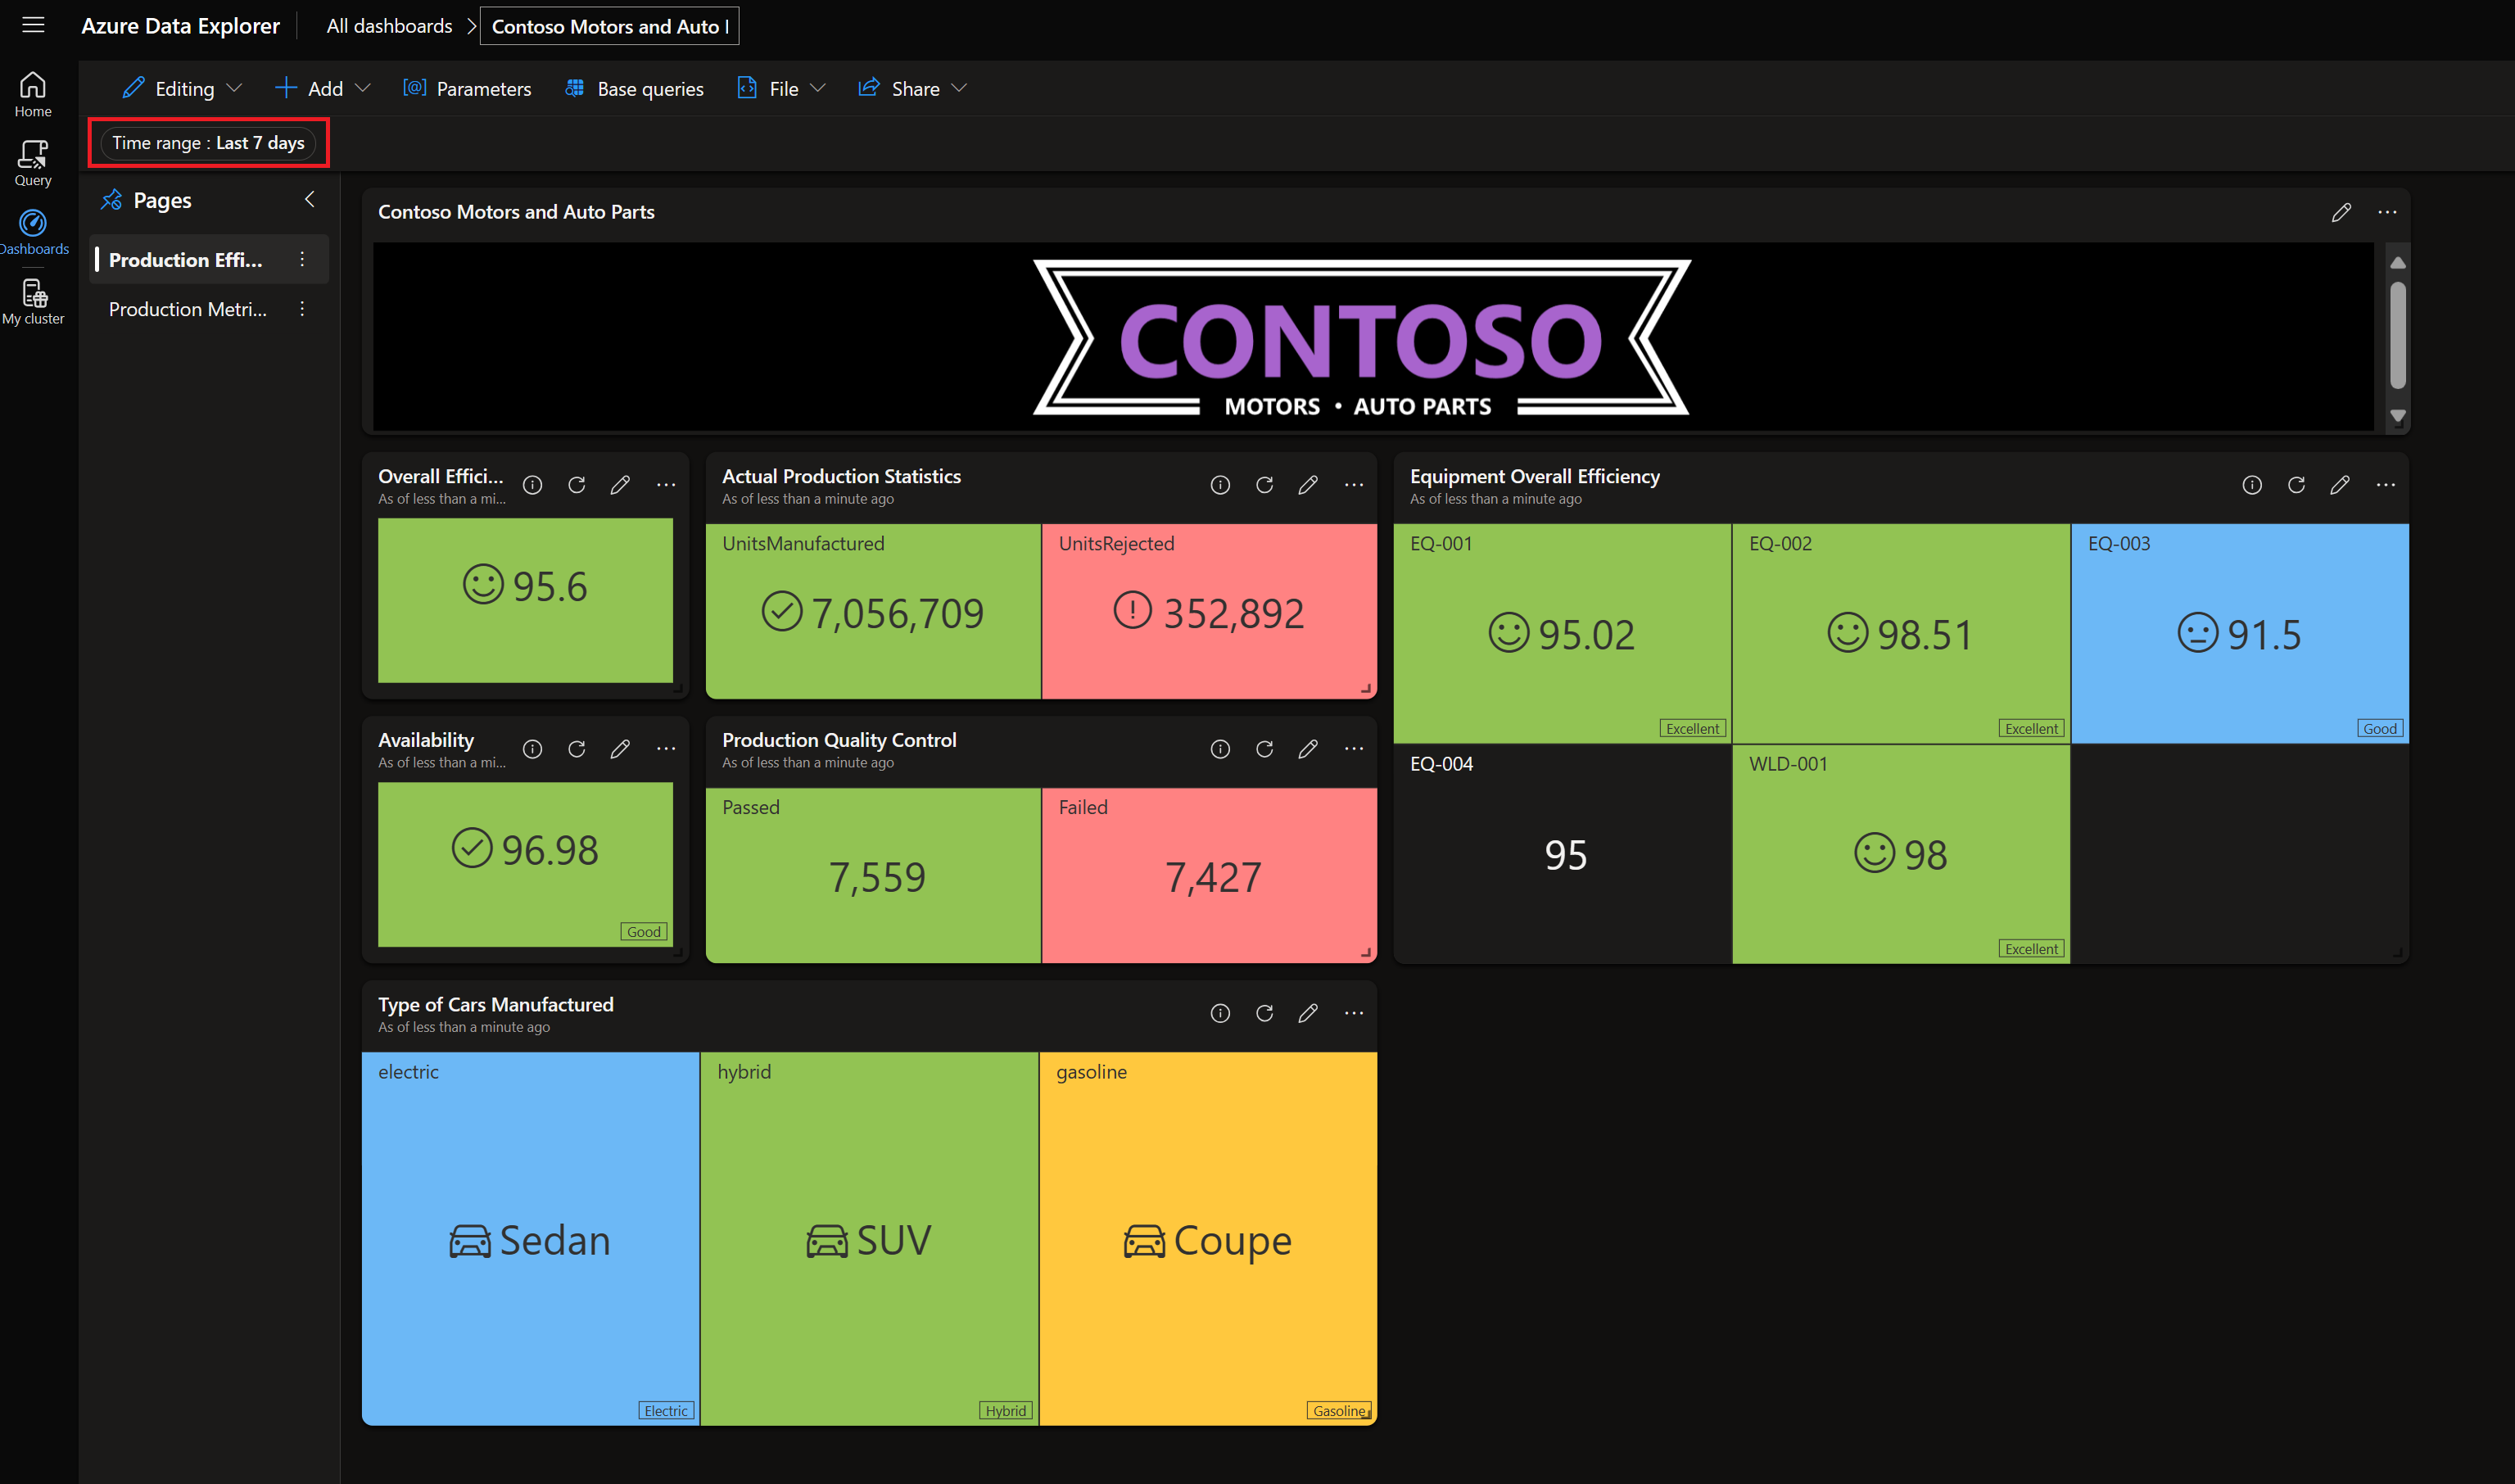 Azure Data Explorer
All dashboards
Contoso Motors and Auto
Home
Query
Dashboards
My cluster
Editing
Add
Parameters
Base queries
File
Share
Time range : Last 7 days
Pages
Production Effi...
Production Metri...
Contoso Motors and Auto Parts
CONTOSO
MOTORS • AUTO PARTS
Overall Effici...
As of less than a mi...
95.6
Actual Production Statistics
As of less than a minute ago
UnitsManufactured
7,056,709
UnitsRejected
352,892
Equipment Overall Efficiency
As of less than a minute ago
EQ-001
95.02
Excellent
EQ-002
98.51
Excellent
EQ-003
91.5
Good
EQ-004
95
WLD-001
98
Excellent
Availability
As of less than a mi...
96.98
Good
Production Quality Control
As of less than a minute ago
Passed
7,559
Failed
7,427
Type of Cars Manufactured
As of less than a minute ago
electric
Sedan
Electric
hybrid
SUV
Hybrid
gasoline
Coupe
Gasoline